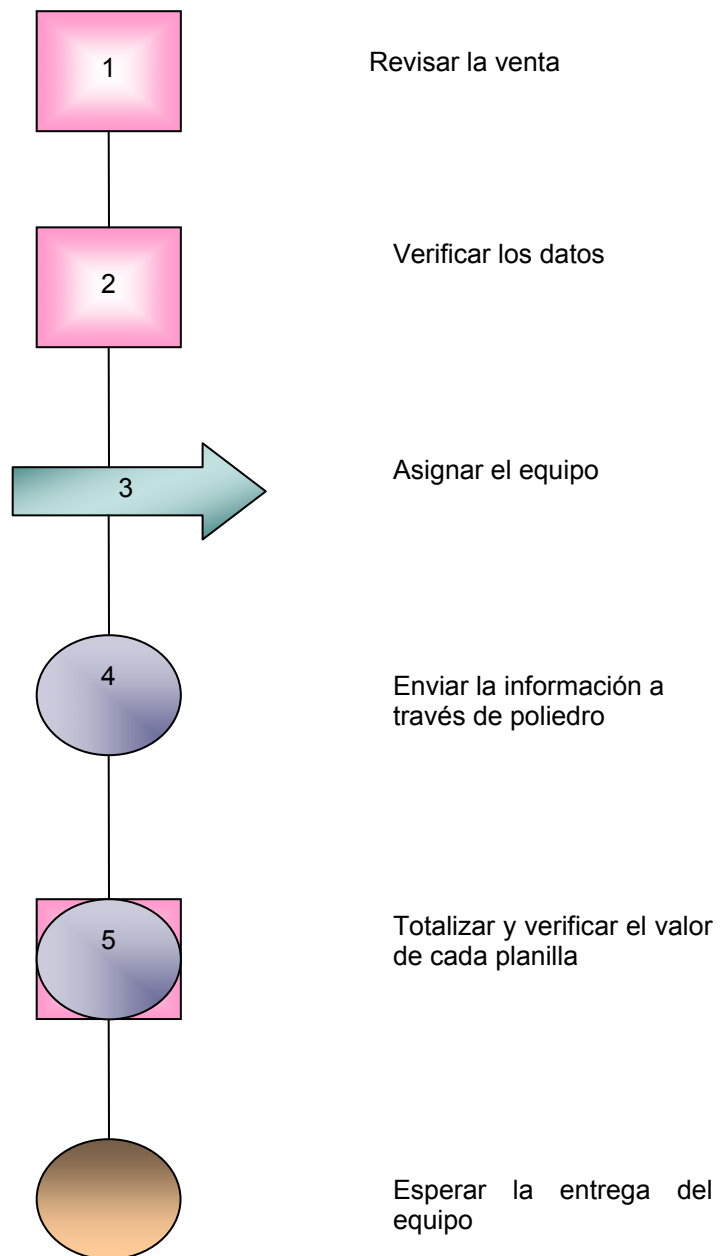 1
Revisar la venta
2
Verificar los datos
3
Asignar el equipo
4
Enviar la información a
través de poliedro
5
Totalizar y verificar el valor
de cada planilla
Esperar la entrega del
equipo